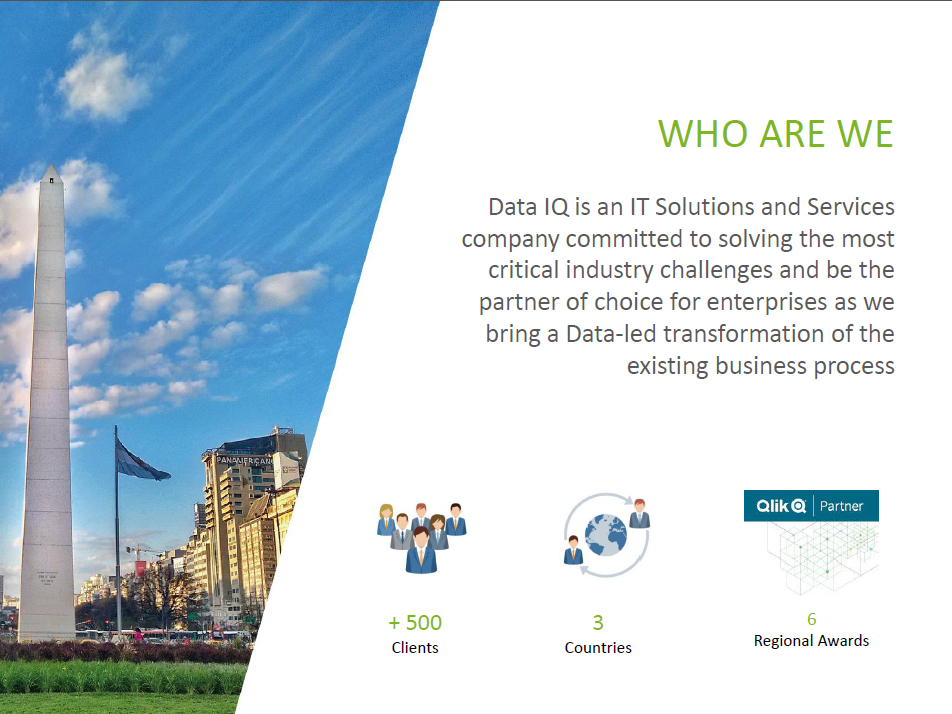 WHO ARE WE
Data IQ is an IT Solutions and Services
company committed to solving the most
critical industry challenges and be the
partner of choice for enterprises as we
bring a Data-led transformation of the
existing business process
PANAMERICANO
Qlik Partner
+ 500
Clients
3
Countries
6
Regional Awards